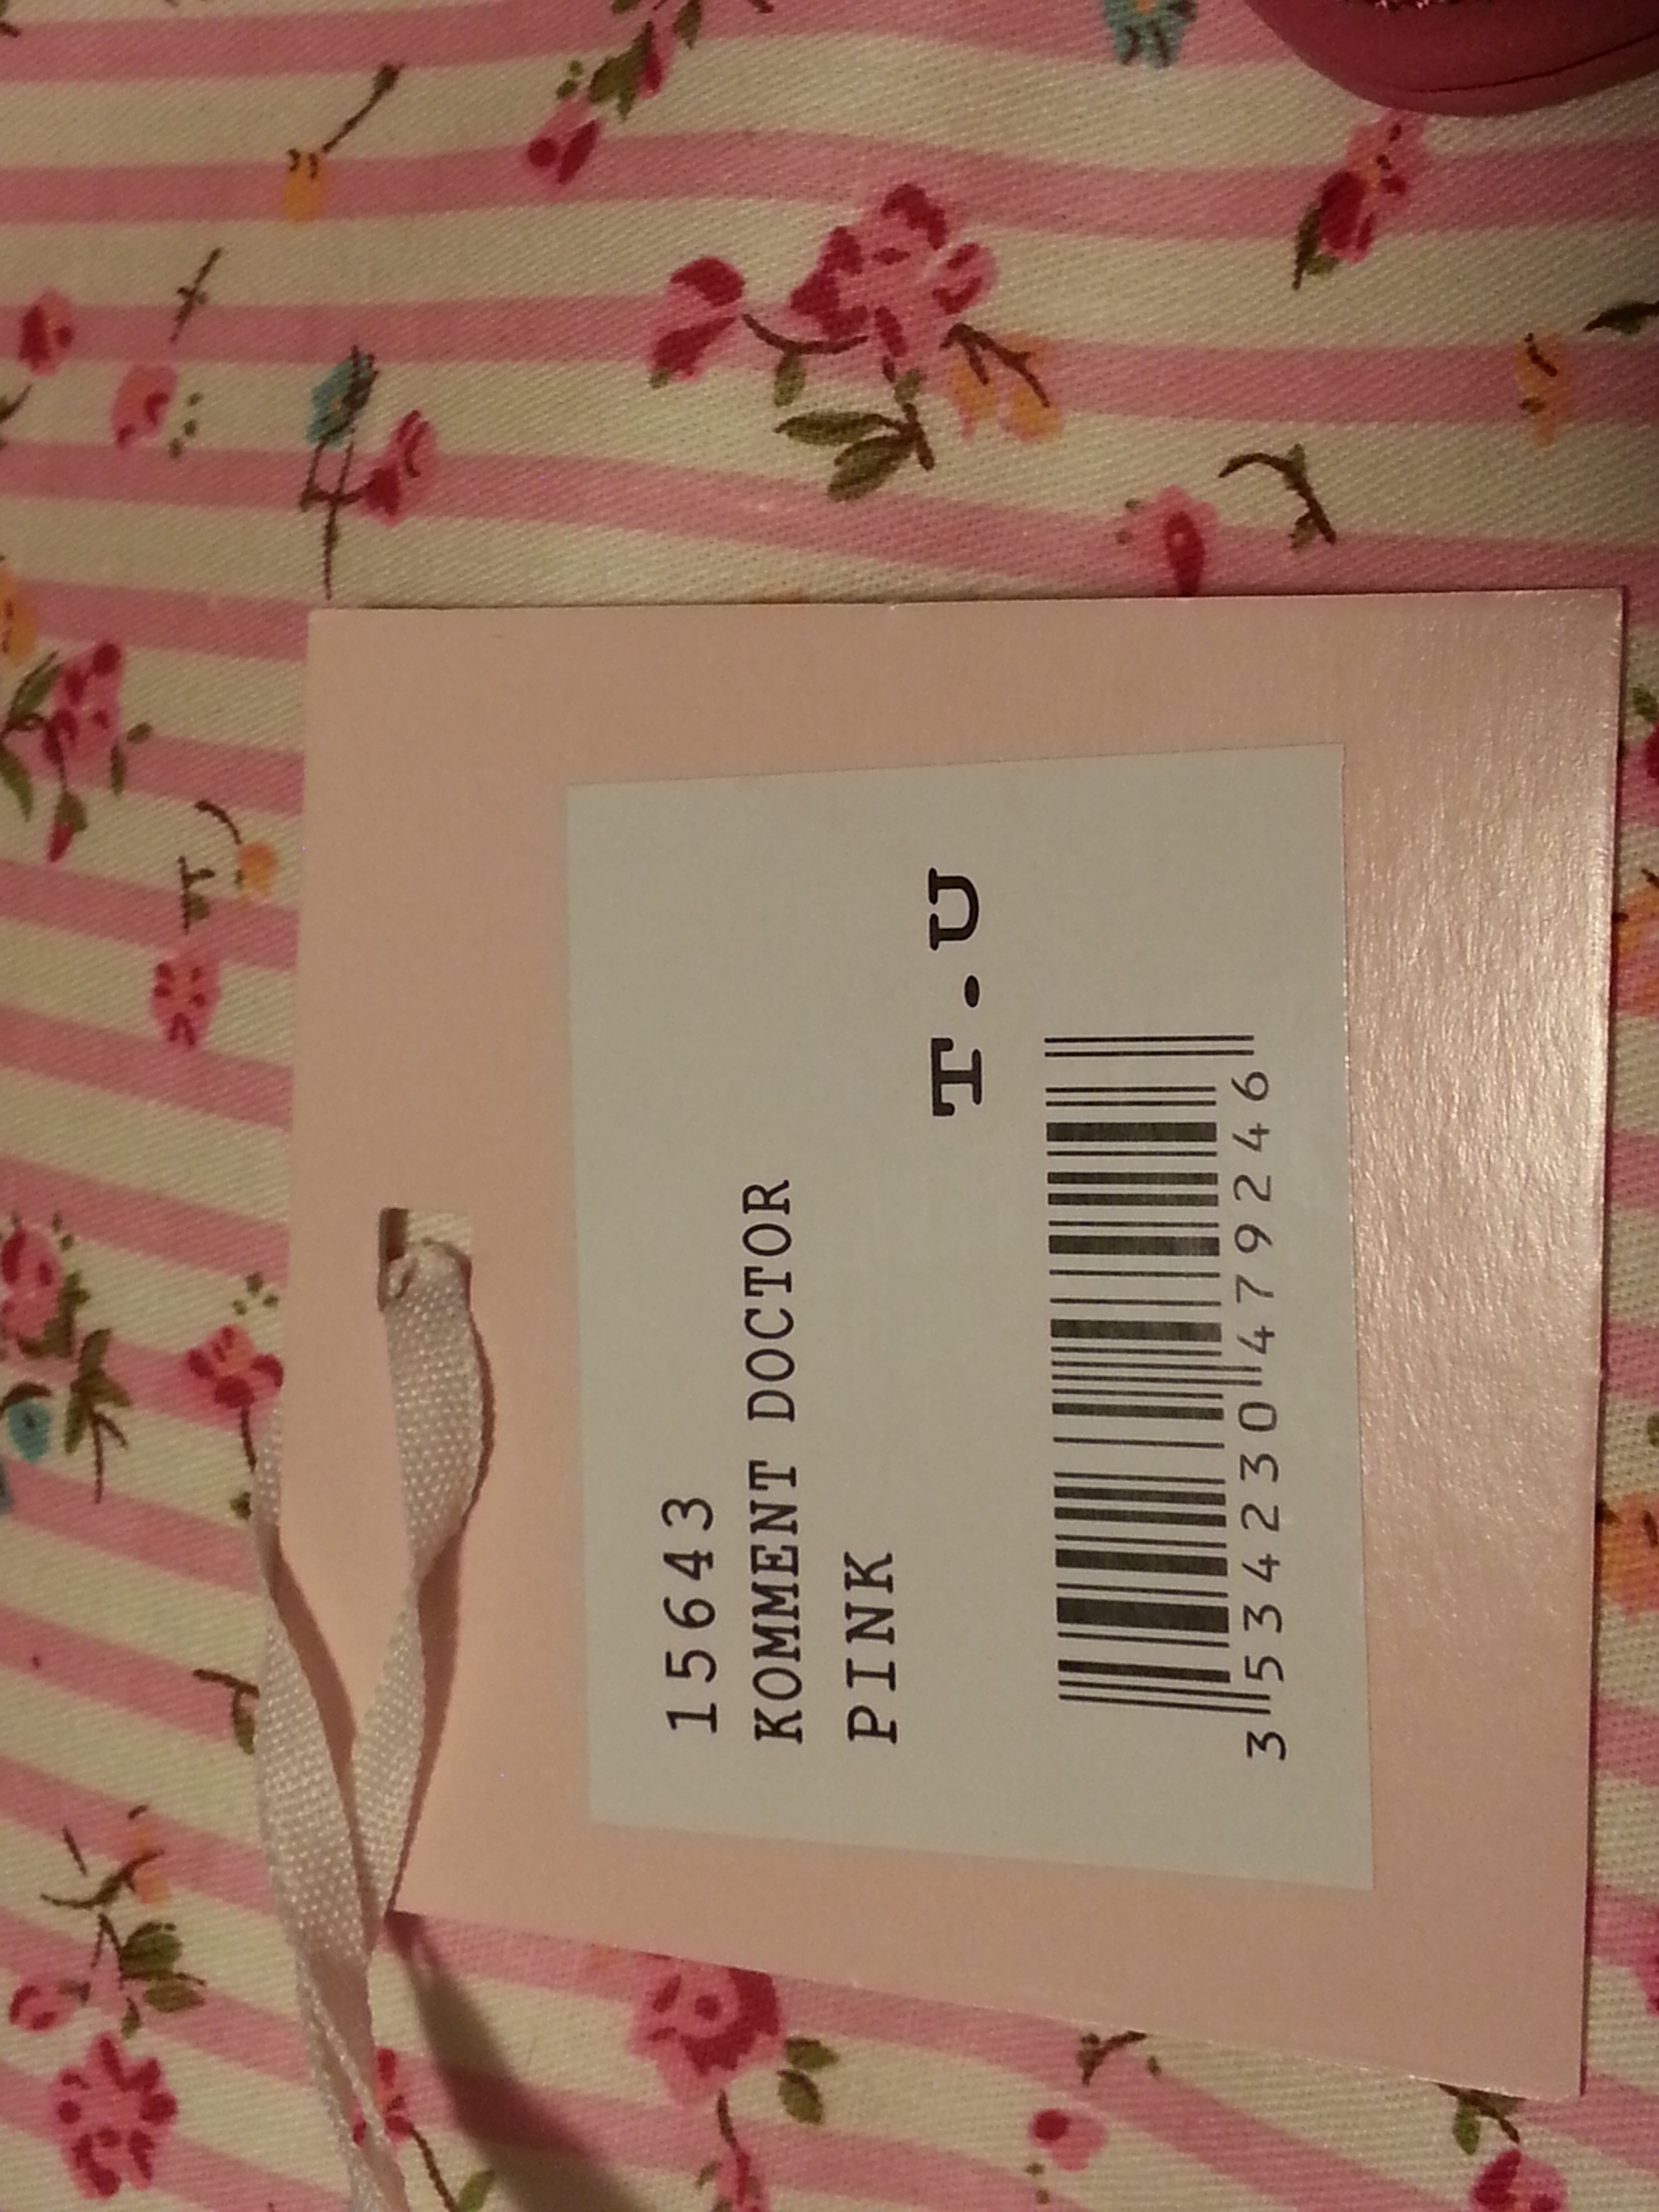 15643
KOMMENT DOCTOR
PINK
T.U
3534230479246